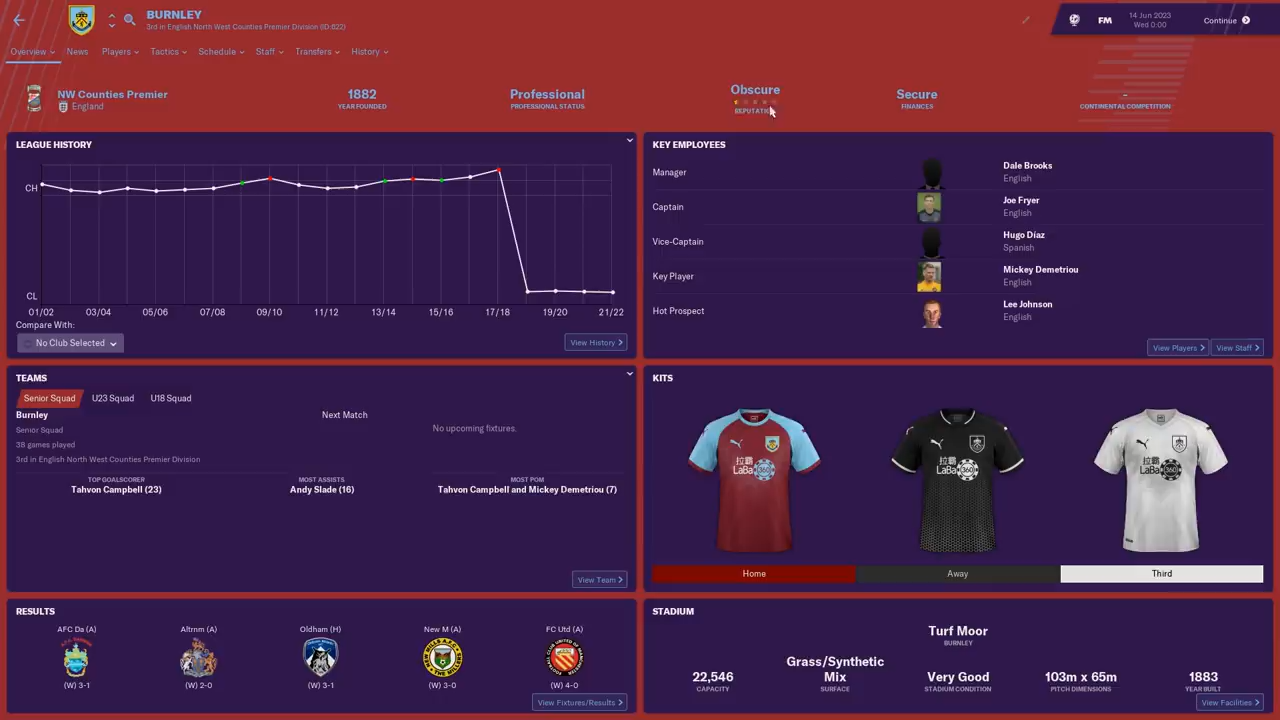 BURNLEY
3rd in English North West Counties Premier Division (ID:622)
FM
14 Jun 2023
Wed 0:00
Continue
Overview
News
Players
Tactics
Schedule
Staff
Transfers
History
NW Counties Premier
England
1882
YEAR FOUNDED
Professional
PROFESSIONAL STATUS
Obscure
REPUTATION
Secure
FINANCES
-
CONTINENTAL COMPETITION
LEAGUE HISTORY
CH
CL
01/02 03/04 05/06 07/08 09/10 11/12 13/14 15/16 17/18 19/20 21/22
Compare With:
No Club Selected
View History
KEY EMPLOYEES
Manager
Dale Brooks
English
Captain
Joe Fryer
English
Vice-Captain
Hugo Díaz
Spanish
Key Player
Mickey Demetriou
English
Hot Prospect
Lee Johnson
English
View Players
View Staff
TEAMS
Senior Squad
U23 Squad
U18 Squad
Burnley
Next Match
Senior Squad
No upcoming fixtures.
38 games played
3rd in English North West Counties Premier Division
TOP GOALSCORER
Tahvon Campbell (23)
MOST ASSISTS
Andy Slade (16)
MOST POM
Tahvon Campbell and Mickey Demetriou (7)
View Team
KITS
拉霸
LaBa360
拉霸
LaBa360
拉霸
LaBa360
Home
Away
Third
RESULTS
AFC Da (A)
(W) 3-1
Altrnm (A)
(W) 2-0
Oldham (H)
(W) 3-1
New M (A)
(W) 3-0
FC Utd (A)
(W) 4-0
View Fixtures/Results
STADIUM
Turf Moor
BURNLEY
22,546
CAPACITY
Grass/Synthetic
Mix
SURFACE
Very Good
STADIUM CONDITION
103m x 65m
PITCH DIMENSIONS
1883
YEAR BUILT
View Facilities